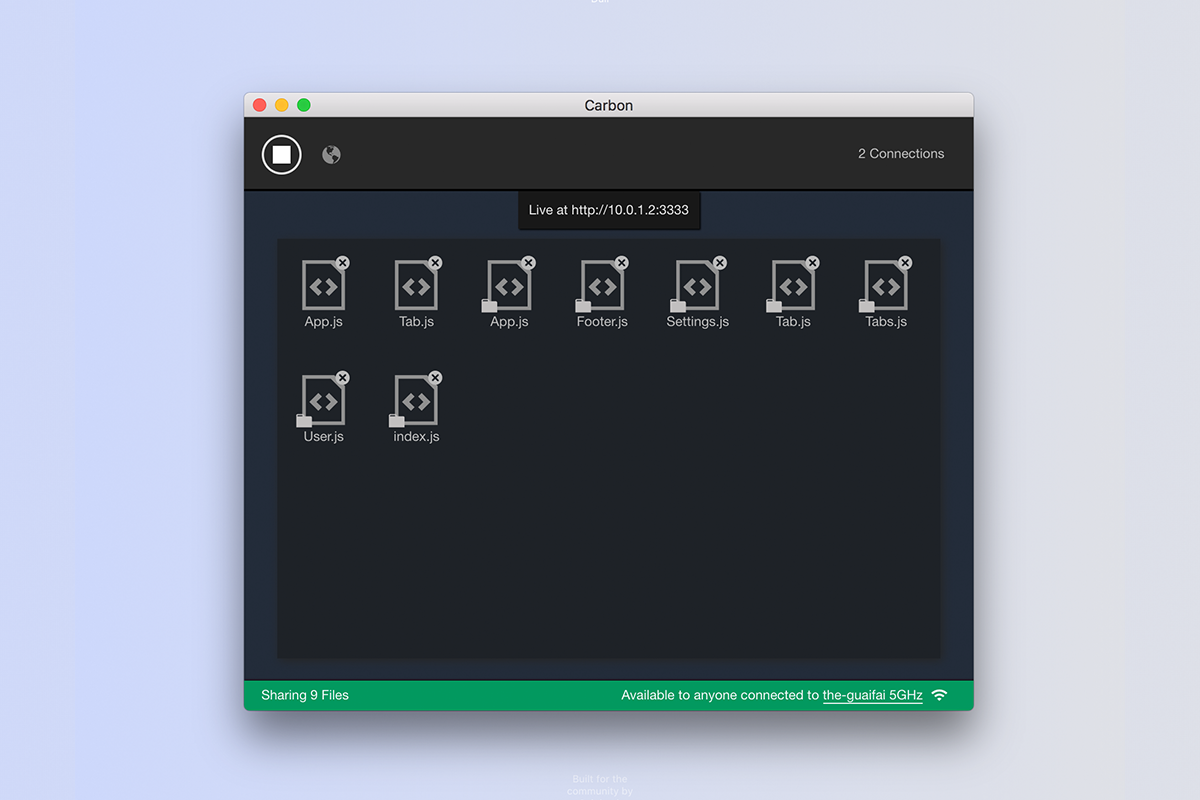 Built
Carbon
2 Connections
Live at http://10.0.1.2:3333
App.js Tab.js App.js Footer.js Settings.js Tab.js Tabs.js
User.js index.js
Sharing 9 Files Available to anyone connected to the-guaifai 5GHz
Built for the
community by